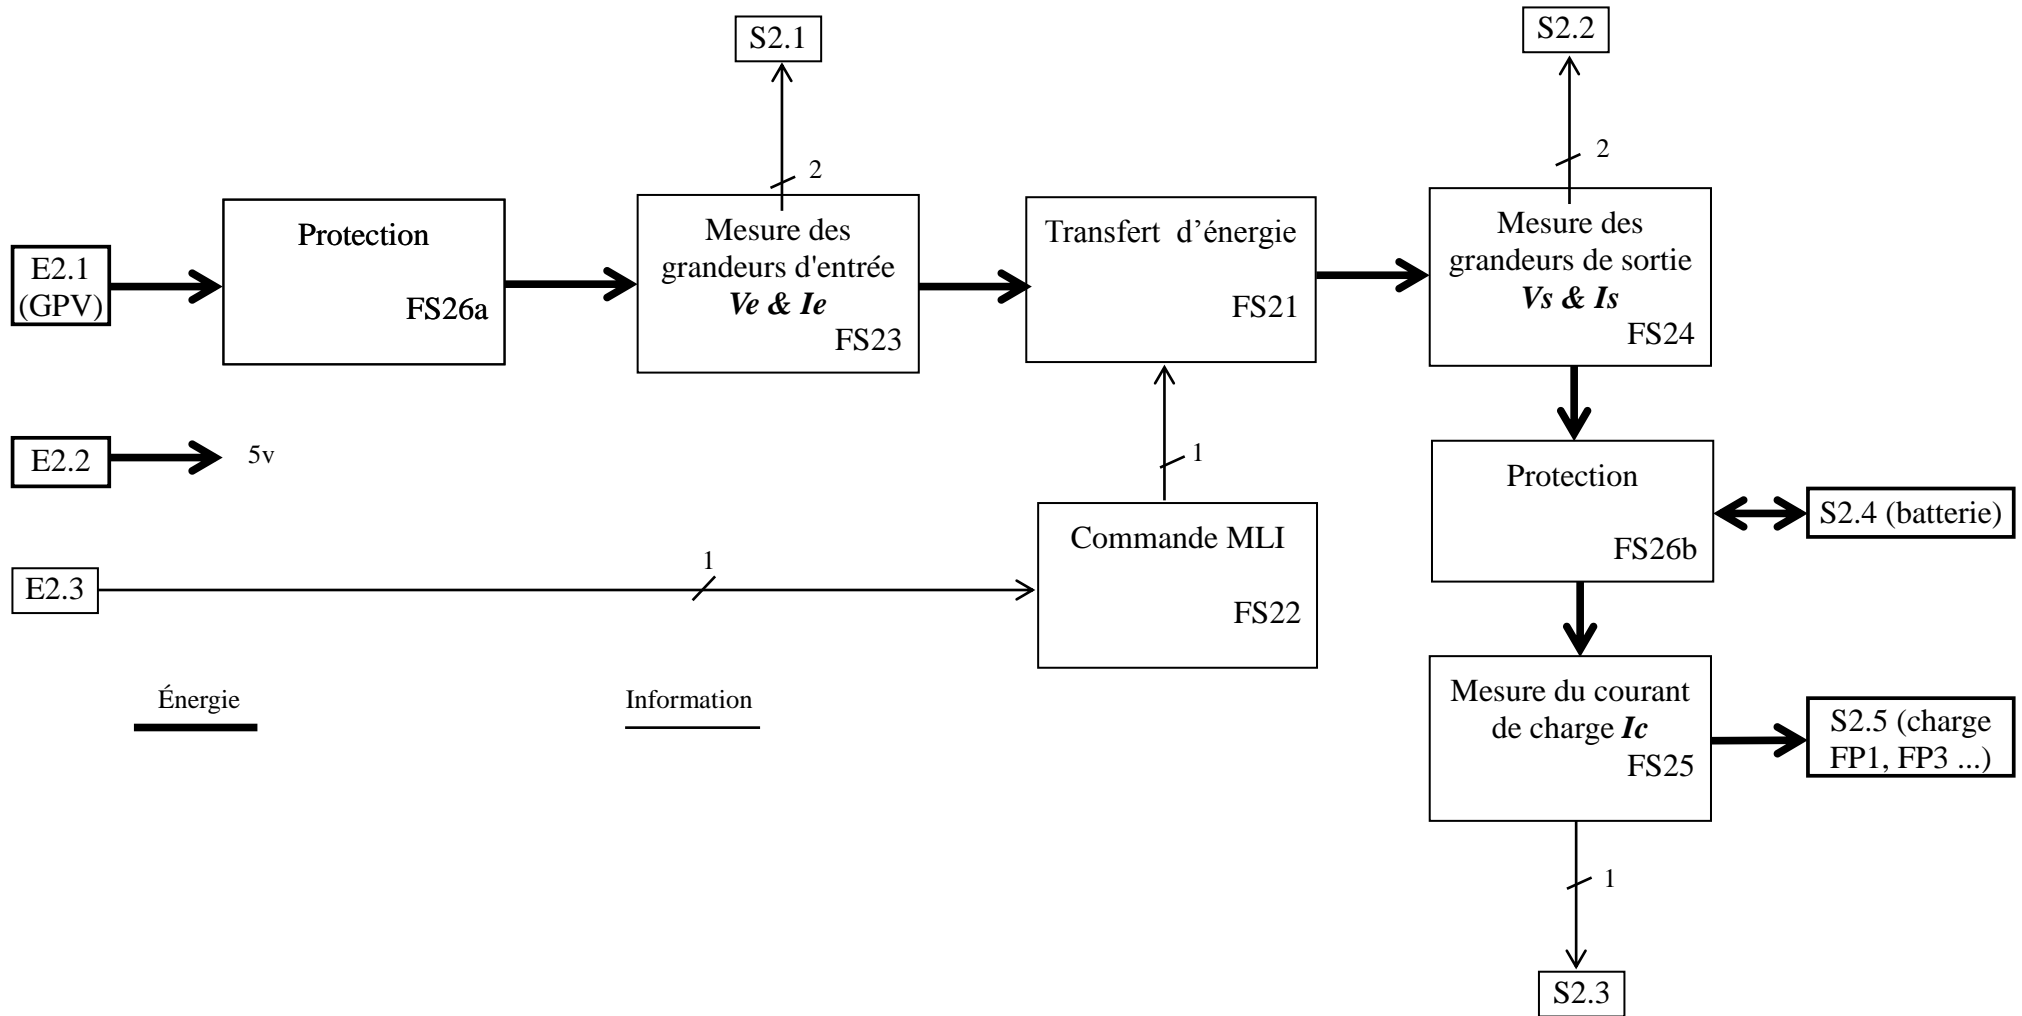 S2.1
S2.2
2
2
E2.1
(GPV)
Protection
FS26a
Mesure des
grandeurs d'entrée
Ve & Ie
FS23
Transfert d’énergie
FS21
Mesure des
grandeurs de sortie
Vs & Is
FS24
E2.2
5v
1
Protection
FS26b
S2.4 (batterie)
E2.3
1
Commande MLI
FS22
Énergie
Information
Mesure du courant
de charge Ic
FS25
S2.5 (charge
FP1, FP3 ...)
1
S2.3